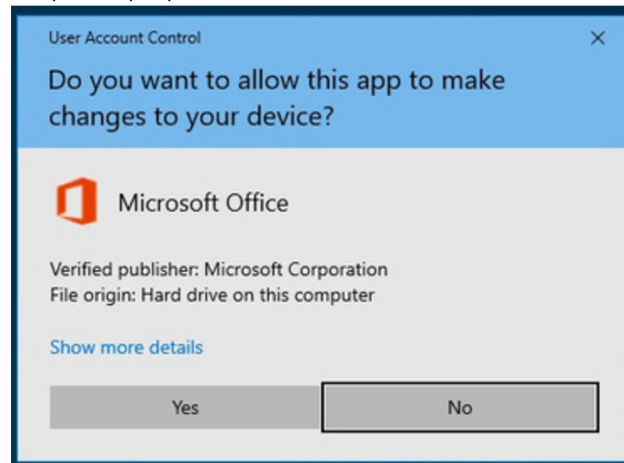 User Account Control
Do you want to allow this app to make
changes to your device?
Microsoft Office
Verified publisher: Microsoft Corporation
File origin: Hard drive on this computer
Show more details
Yes
No